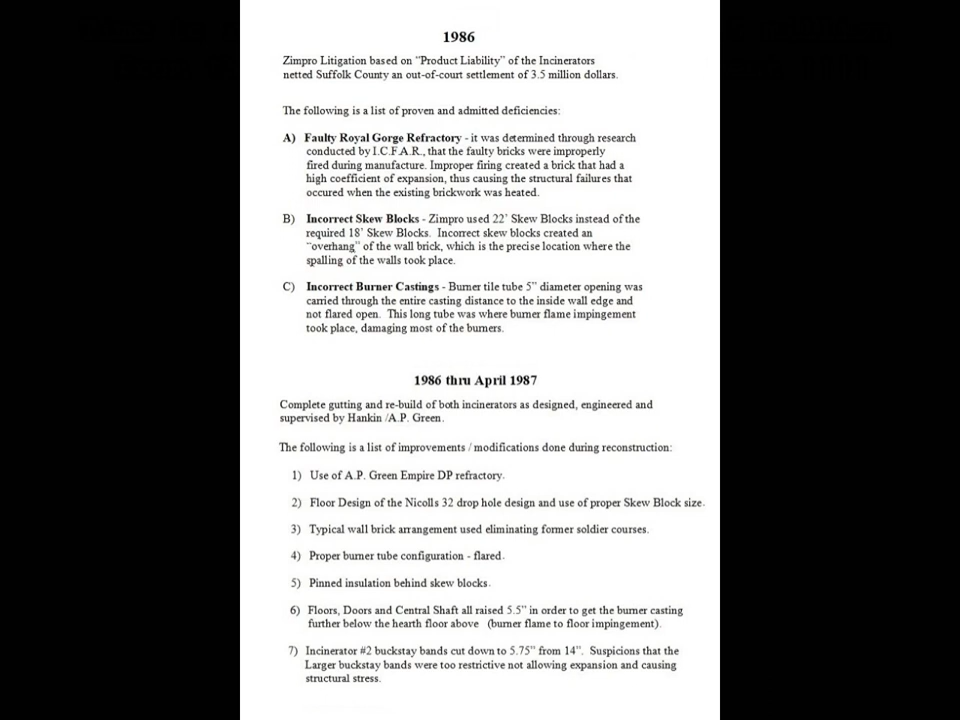 1986
Zimpro Litigation based on “Product Liability” of the Incinerators
netted Suffolk County an out-of-court settlement of 3.5 million dollars.
The following is a list of proven and admitted deficiencies:
A) Faulty Royal Gorge Refractory - it was determined through research
conducted by I.C.F.A.R., that the faulty bricks were improperly
fired during manufacture. Improper firing created a brick that had a
high coefficient of expansion, thus causing the structural failures that
occured when the existing brickwork was heated.
B) Incorrect Skew Blocks - Zimpro used 22’ Skew Blocks instead of the
required 18’ Skew Blocks. Incorrect skew blocks created an
“overhang” of the wall brick, which is the precise location where the
spalling of the walls took place.
C) Incorrect Burner Castings - Burner tile tube 5” diameter opening was
carried through the entire casting distance to the inside wall edge and
not flared open. This long tube was where burner flame impingement
took place, damaging most of the burners.
1986 thru April 1987
Complete gutting and re-build of both incinerators as designed, engineered and
supervised by Hankin /A.P. Green.
The following is a list of improvements / modifications done during reconstruction:
1) Use of A.P. Green Empire DP refractory.
2) Floor Design of the Nicolls 32 drop hole design and use of proper Skew Block size.
3) Typical wall brick arrangement used eliminating former soldier courses.
4) Proper burner tube configuration - flared.
5) Pinned insulation behind skew blocks.
6) Floors, Doors and Central Shaft all raised 5.5” in order to get the burner casting
further below the hearth floor above (burner flame to floor impingement).
7) Incinerator #2 buckstay bands cut down to 5.75” from 14”. Suspicions that the
Larger buckstay bands were too restrictive not allowing expansion and causing
structural stress.